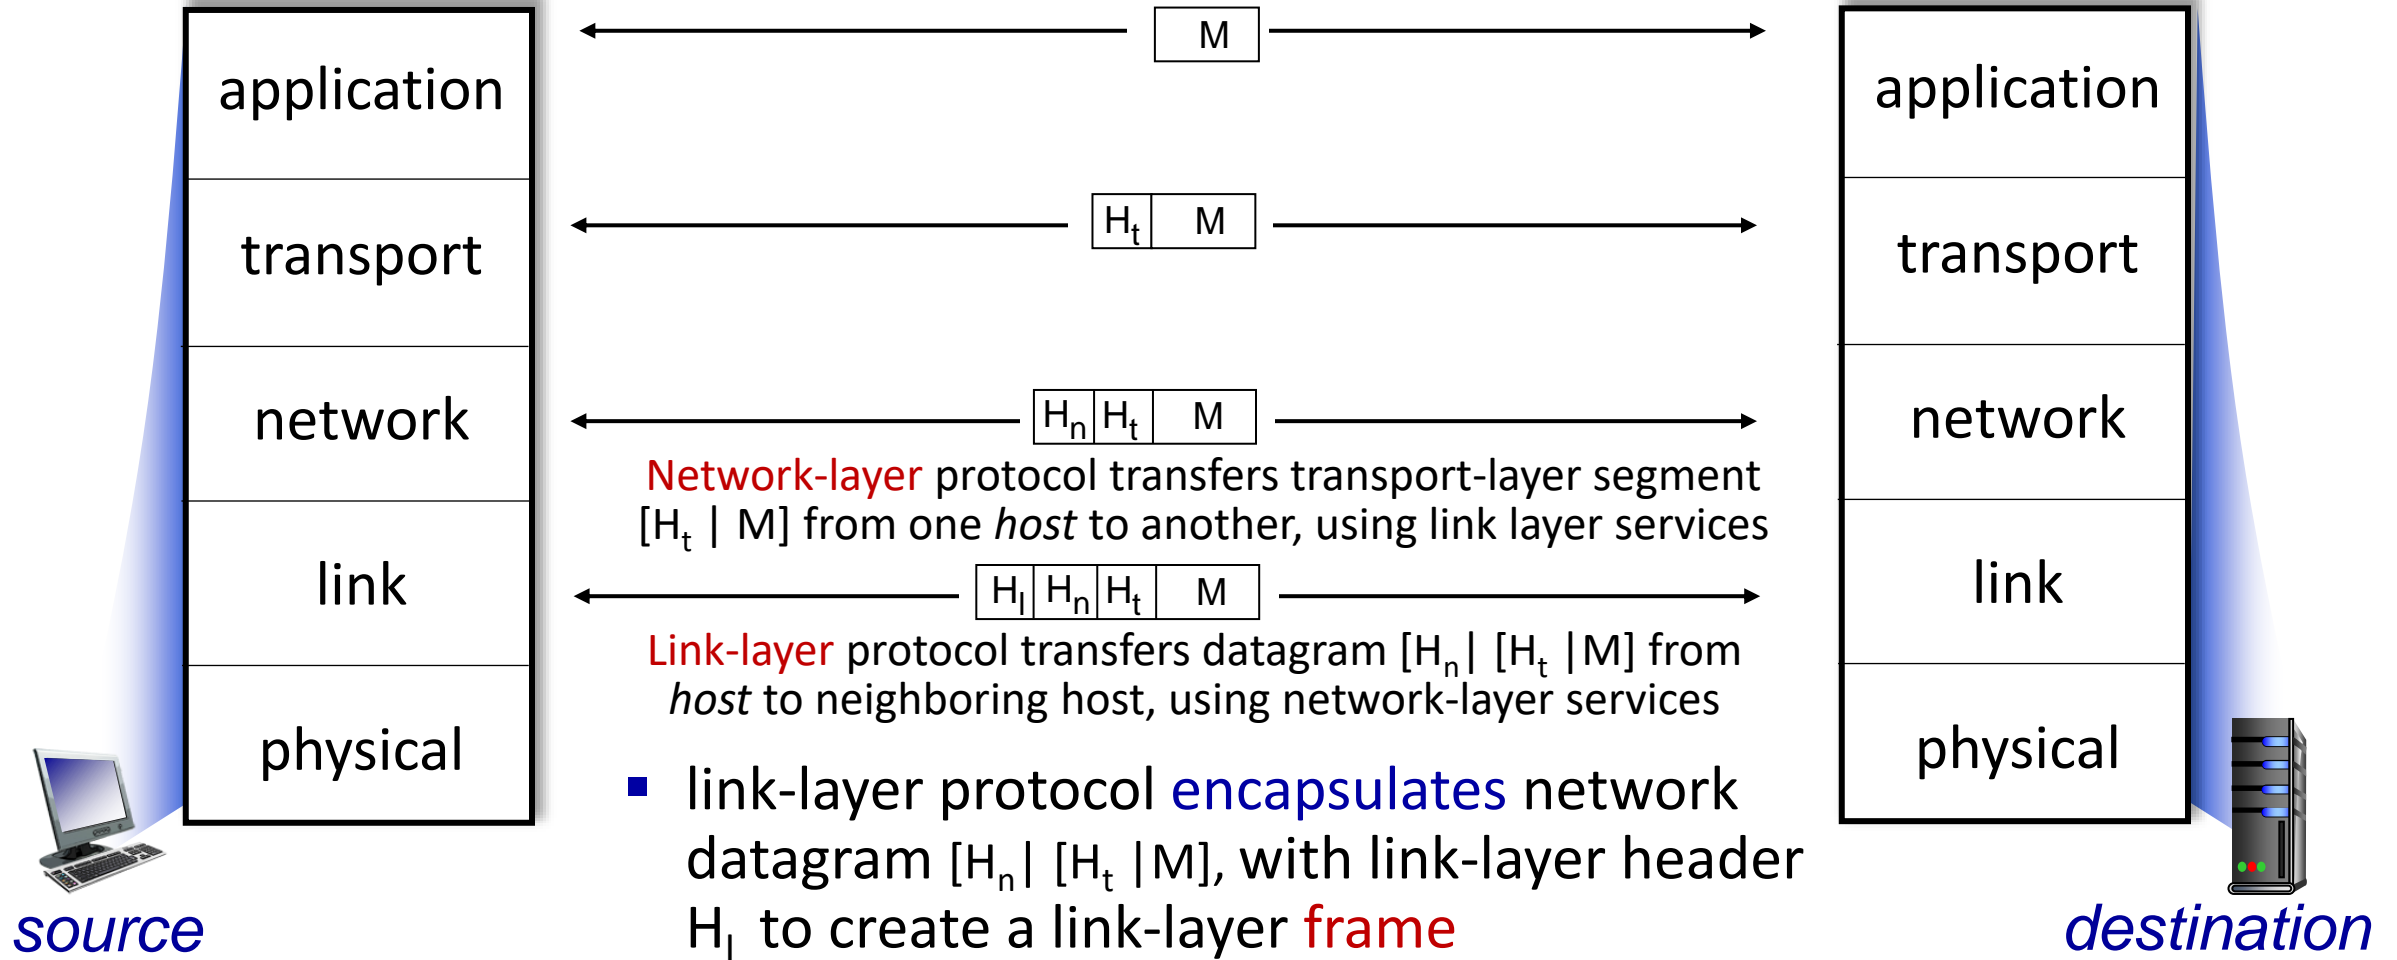 application
M
application
transport
Ht M
transport
network
Hn Ht M
network
Network-layer protocol transfers transport-layer segment
[Ht | M] from one host to another, using link layer services
link
Hl Hn Ht M
link
Link-layer protocol transfers datagram [Hn| [Ht |M] from
host to neighboring host, using network-layer services
physical
physical
▪ link-layer protocol encapsulates network
datagram [Hn| [Ht |M], with link-layer header
Hl to create a link-layer frame
source
destination